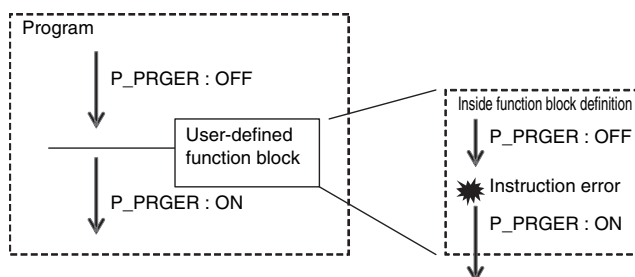 Program
P_PRGER : OFF
User-defined
function block
P_PRGER : ON
Inside function block definition
P_PRGER : OFF
Instruction error
P_PRGER : ON